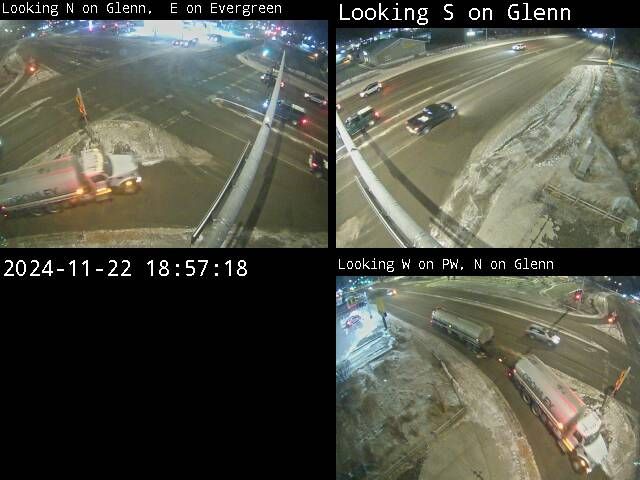 Looking N on Glenn,  E on Evergreen
Looking S on Glenn
2024-11-22 18:57:18
Looking W on PW, N on Glenn